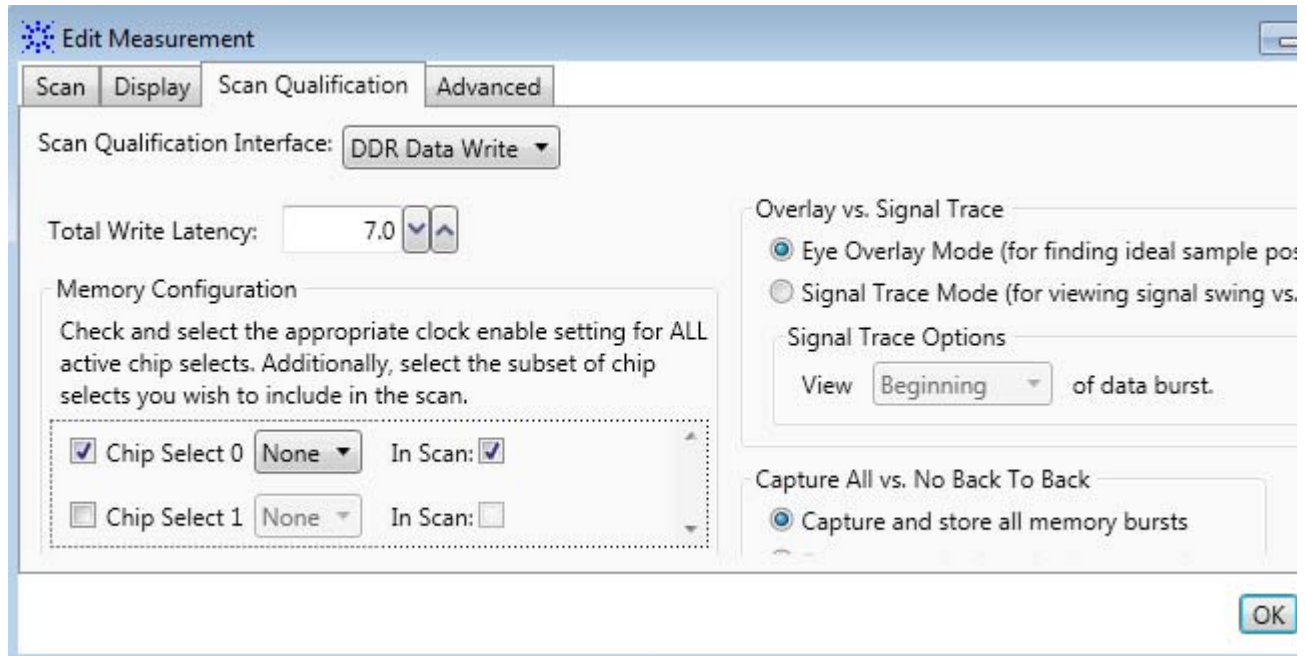 Edit Measurement
Scan Display Scan Qualification Advanced
Scan Qualification Interface: DDR Data Write
Total Write Latency: 7.0
Memory Configuration
Check and select the appropriate clock enable setting for ALL
active chip selects. Additionally, select the subset of chip
selects you wish to include in the scan.
Chip Select 0 None In Scan:
Chip Select 1 None In Scan:
Overlay vs. Signal Trace
Eye Overlay Mode (for finding ideal sample pos
Signal Trace Mode (for viewing signal swing vs.
Signal Trace Options
View Beginning of data burst.
Capture All vs. No Back To Back
Capture and store all memory bursts
OK